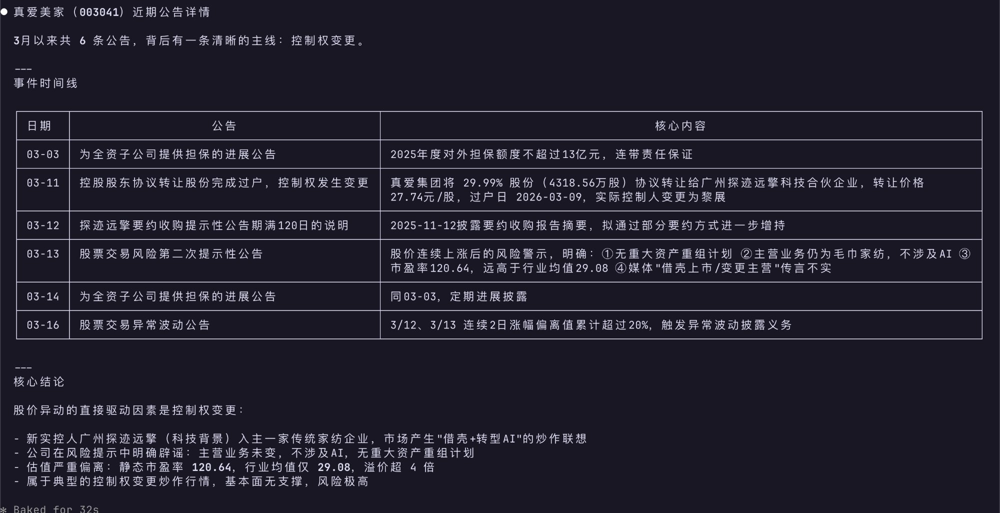 ● 真爱美家（003041）近期公告详情
3月以来共 6 条公告，背后有一条清晰的主线：控制权变更。
---
事件时间线
日期 公告 核心内容
03-03 为全资子公司提供担保的进展公告 2025年度对外担保额度不超过13亿元，连带责任保证
03-11 控股股东协议转让股份完成过户，控制权发生变更 真爱集团将 29.99% 股份（4318.56万股）协议转让给广州探迹远擎科技合伙企业，转让价格
27.74元/股，过户日 2026-03-09，实际控制人变更为黎展
03-12 探迹远擎要约收购提示性公告期满120日的说明 2025-11-12披露要约收购报告摘要，拟通过部分要约方式进一步增持
03-13 股票交易风险第二次提示性公告 股价连续上涨后的风险警示，明确：①无重大资产重组计划 ②主营业务仍为毛巾家纺，不涉及AI ③
市盈率120.64，远高于行业均值29.08 ④媒体"借壳上市/变更主营"传言不实
03-14 为全资子公司提供担保的进展公告 同03-03，定期进展披露
03-16 股票交易异常波动公告 3/12、3/13 连续2日涨幅偏离值累计超过20%，触发异常波动披露义务
---
核心结论
股价异动的直接驱动因素是控制权变更：
- 新实控人广州探迹远擎（科技背景）入主一家传统家纺企业，市场产生"借壳+转型AI"的炒作联想
- 公司在风险提示中明确辟谣：主营业务未变，不涉及AI，无重大资产重组计划
- 估值严重偏离：静态市盈率 120.64，行业均值仅 29.08，溢价超 4 倍
- 属于典型的控制权变更炒作行情，基本面无支撑，风险极高
* Baked for 32s